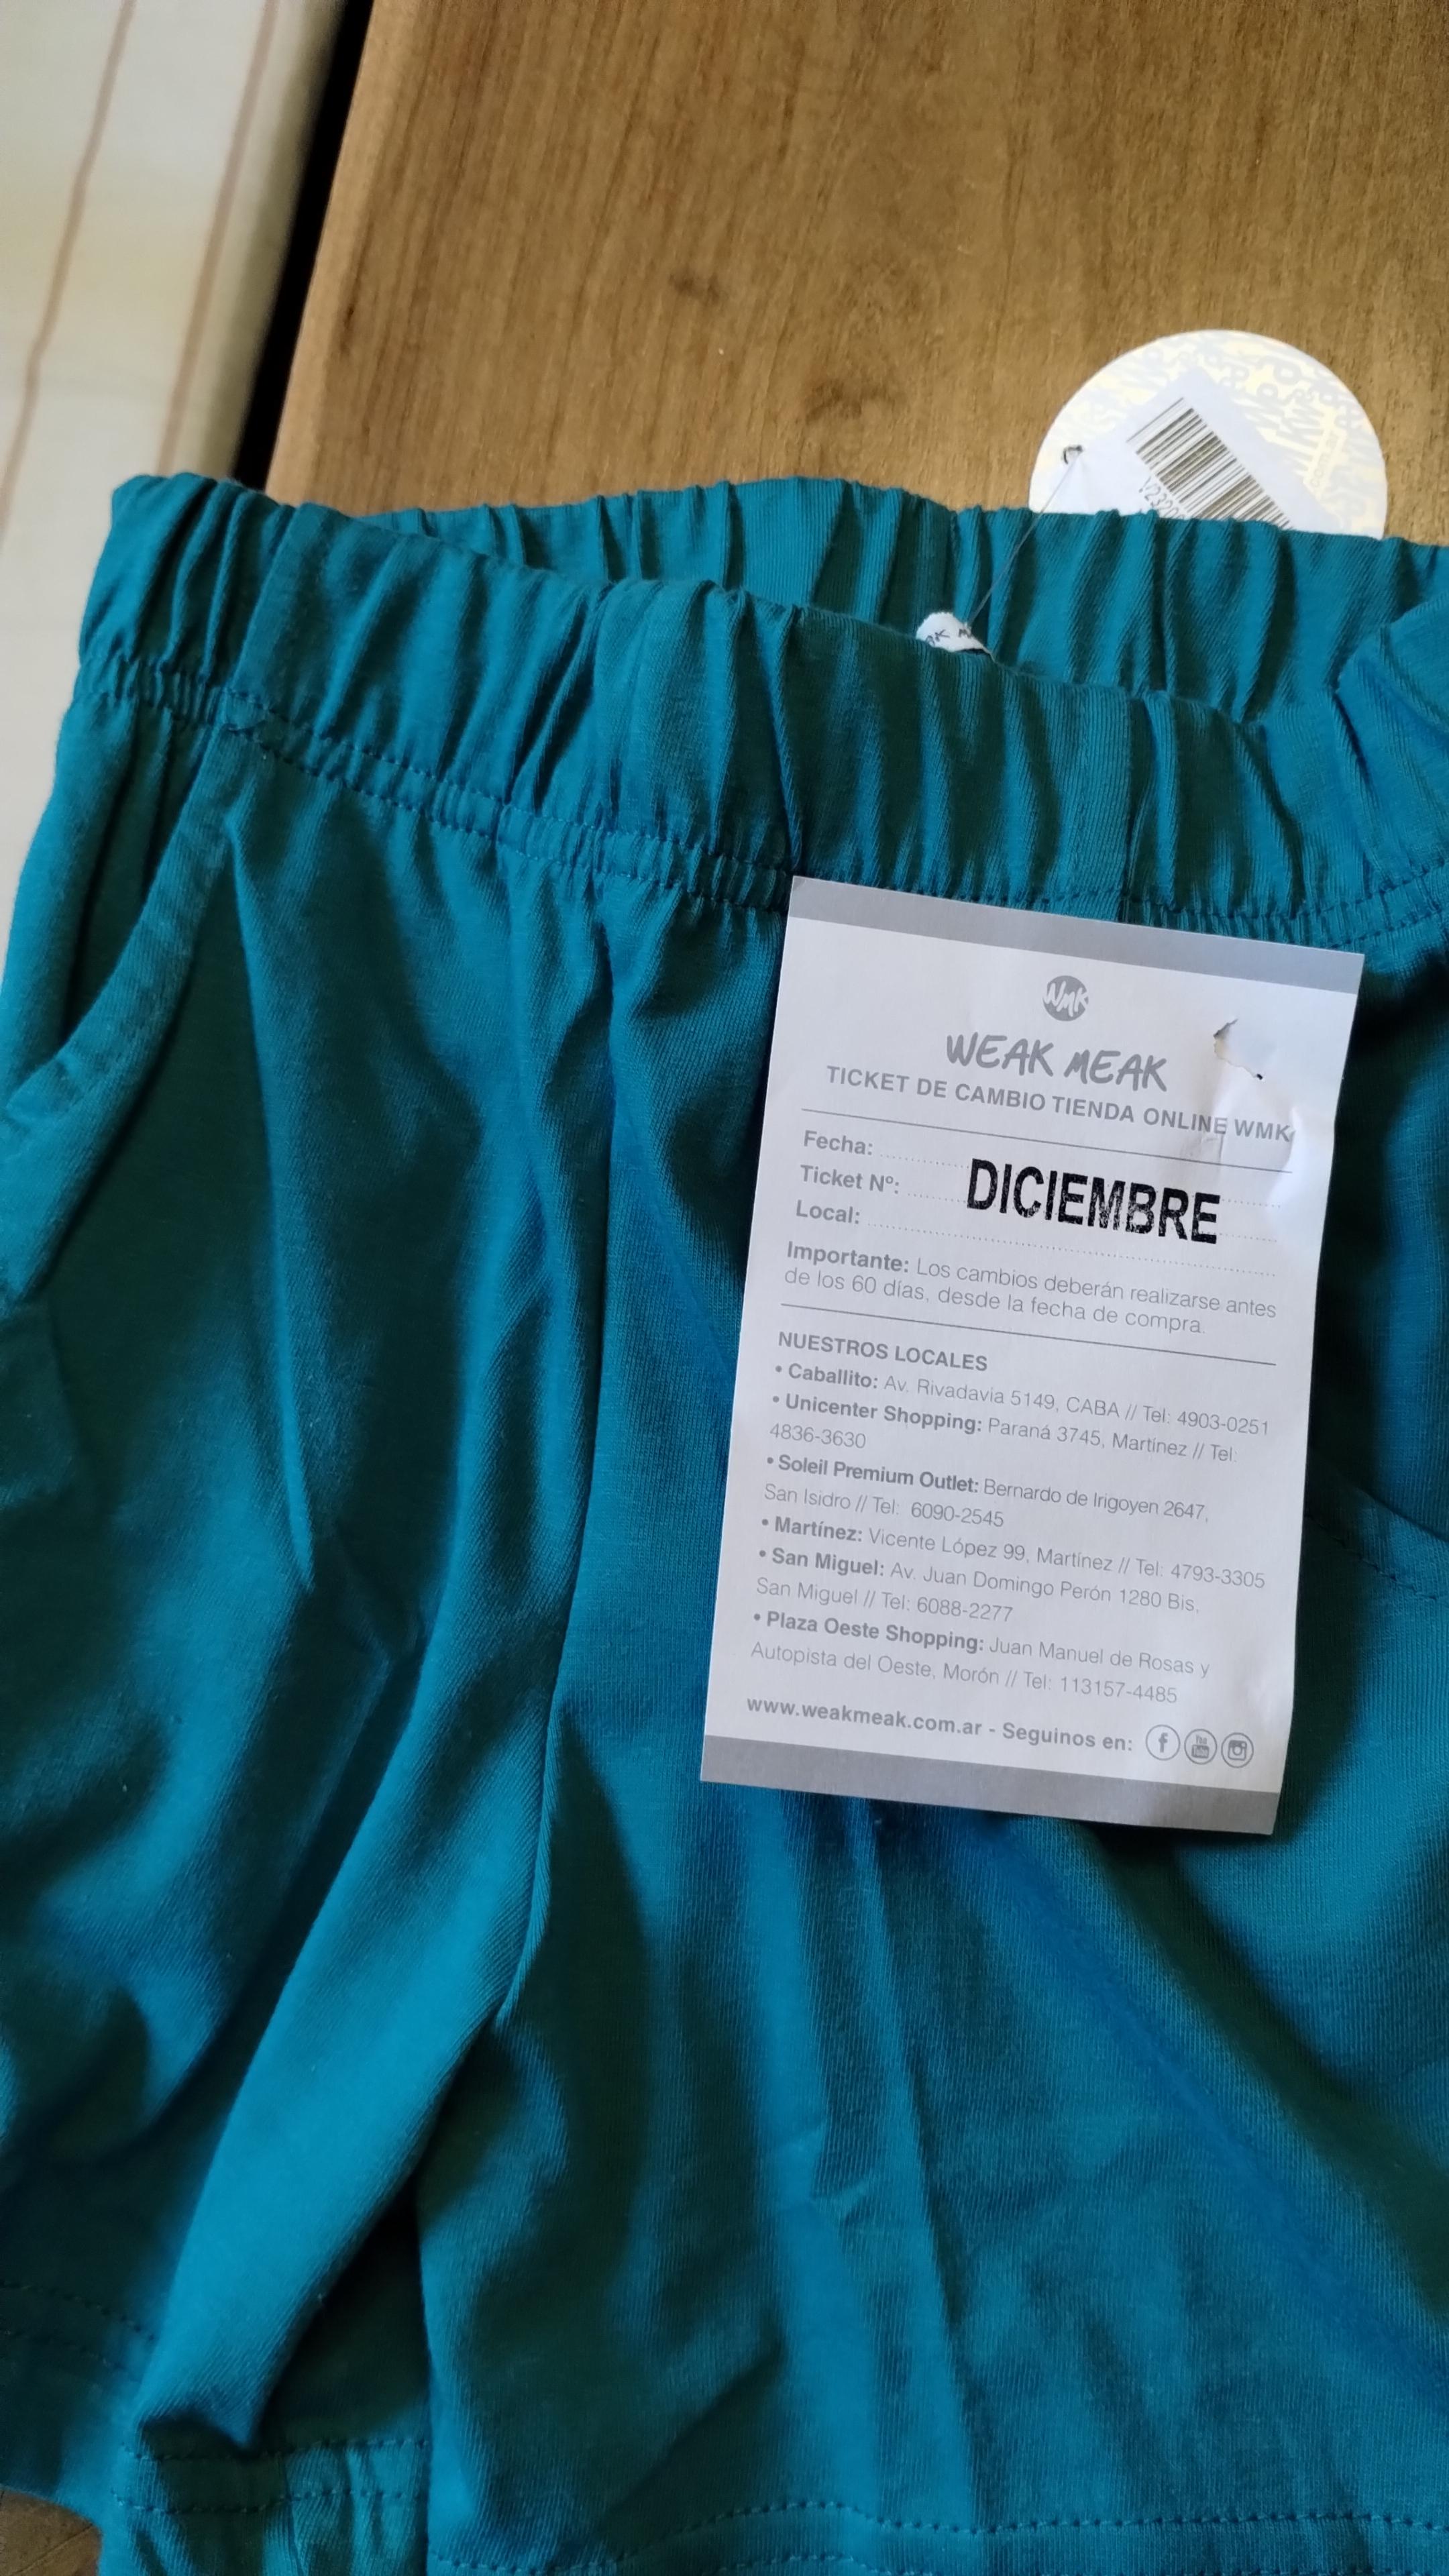 WMK
WEAK MEAK
TICKET DE CAMBIO TIENDA ONLINE WMK
Fecha:
Ticket Nº:
DICIEMBRE
Local:
Importante: Los cambios deberán realizarse antes
de los 60 días, desde la fecha de compra.
NUESTROS LOCALES
• Caballito: Av. Rivadavia 5149, CABA // Tel: 4903-0251
• Unicenter Shopping: Paraná 3745, Martinez // Tel:
4836-3630
• Soleil Premium Outlet: Bernardo de Irigoyen 2647,
San Isidro // Tel: 6090-2545
• Martínez: Vicente López 99, Martínez // Tel: 4793-3305
• San Miguel: Av. Juan Domingo Perón 1280 Bis,
San Miguel // Tel: 6088-2277
• Plaza Oeste Shopping: Juan Manuel de Rosas y
Autopista del Oeste, Morón // Tel: 113157-4485
www.weakmeak.com.ar - Seguinos en: